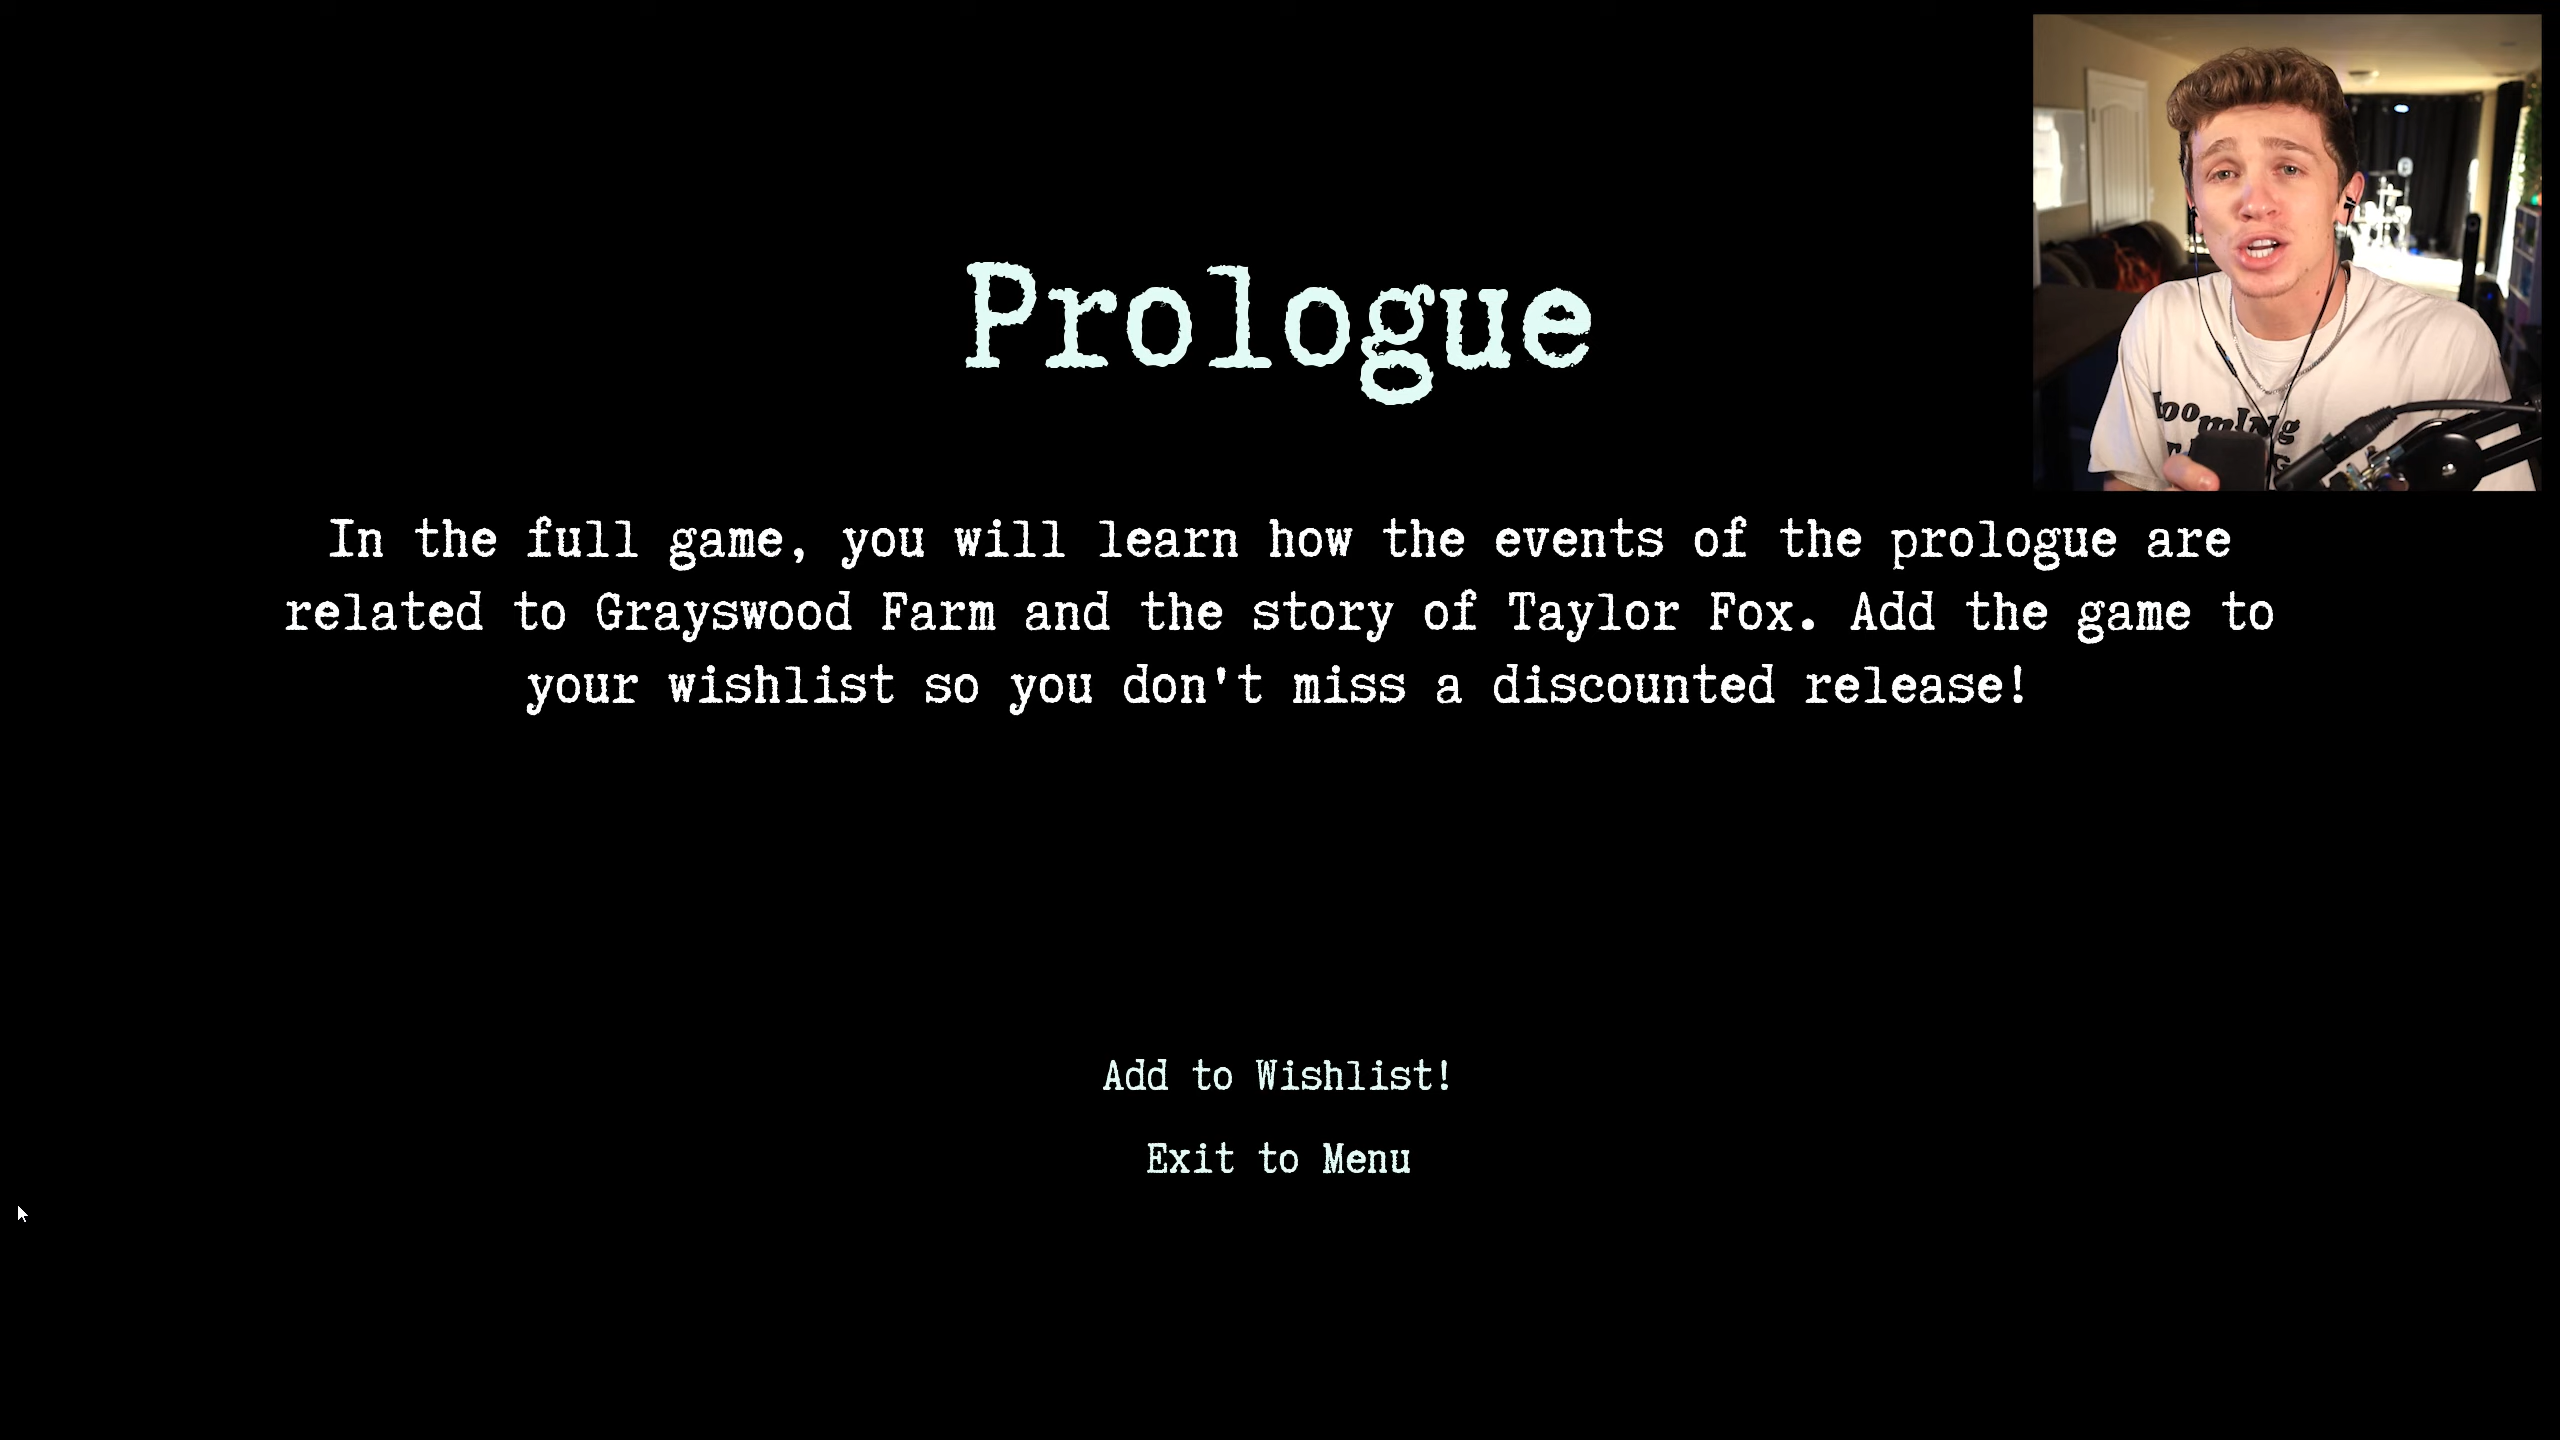 Prologue
In the full game, you will learn how the events of the prologue are
related to Grayswood Farm and the story of Taylor Fox. Add the game to
your wishlist so you don't miss a discounted release!
Add to Wishlist!
Exit to Menu